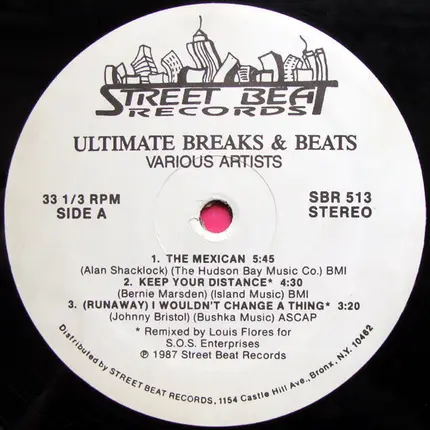 STREET BEAT
RECORDS
ULTIMATE BREAKS & BEATS
VARIOUS ARTISTS
33 1/3 RPM
SIDE A
SBR 513
STEREO
1. THE MEXICAN 5:45
(Alan Shacklock) (The Hudson Bay Music Co.) BMI
2. KEEP YOUR DISTANCE* 4:30
(Bernie Marsden) (Island Music) BMI
3. (RUNAWAY) I WOULDN'T CHANGE A THING* 3:20
(Johnny Bristol) (Bushka Music) ASCAP
* Remixed by Louis Flores for
S.O.S. Enterprises
℗ 1987 Street Beat Records
Distributed by STREET BEAT RECORDS, 1154 Castle Hill Ave., Bronx, N.Y. 10462